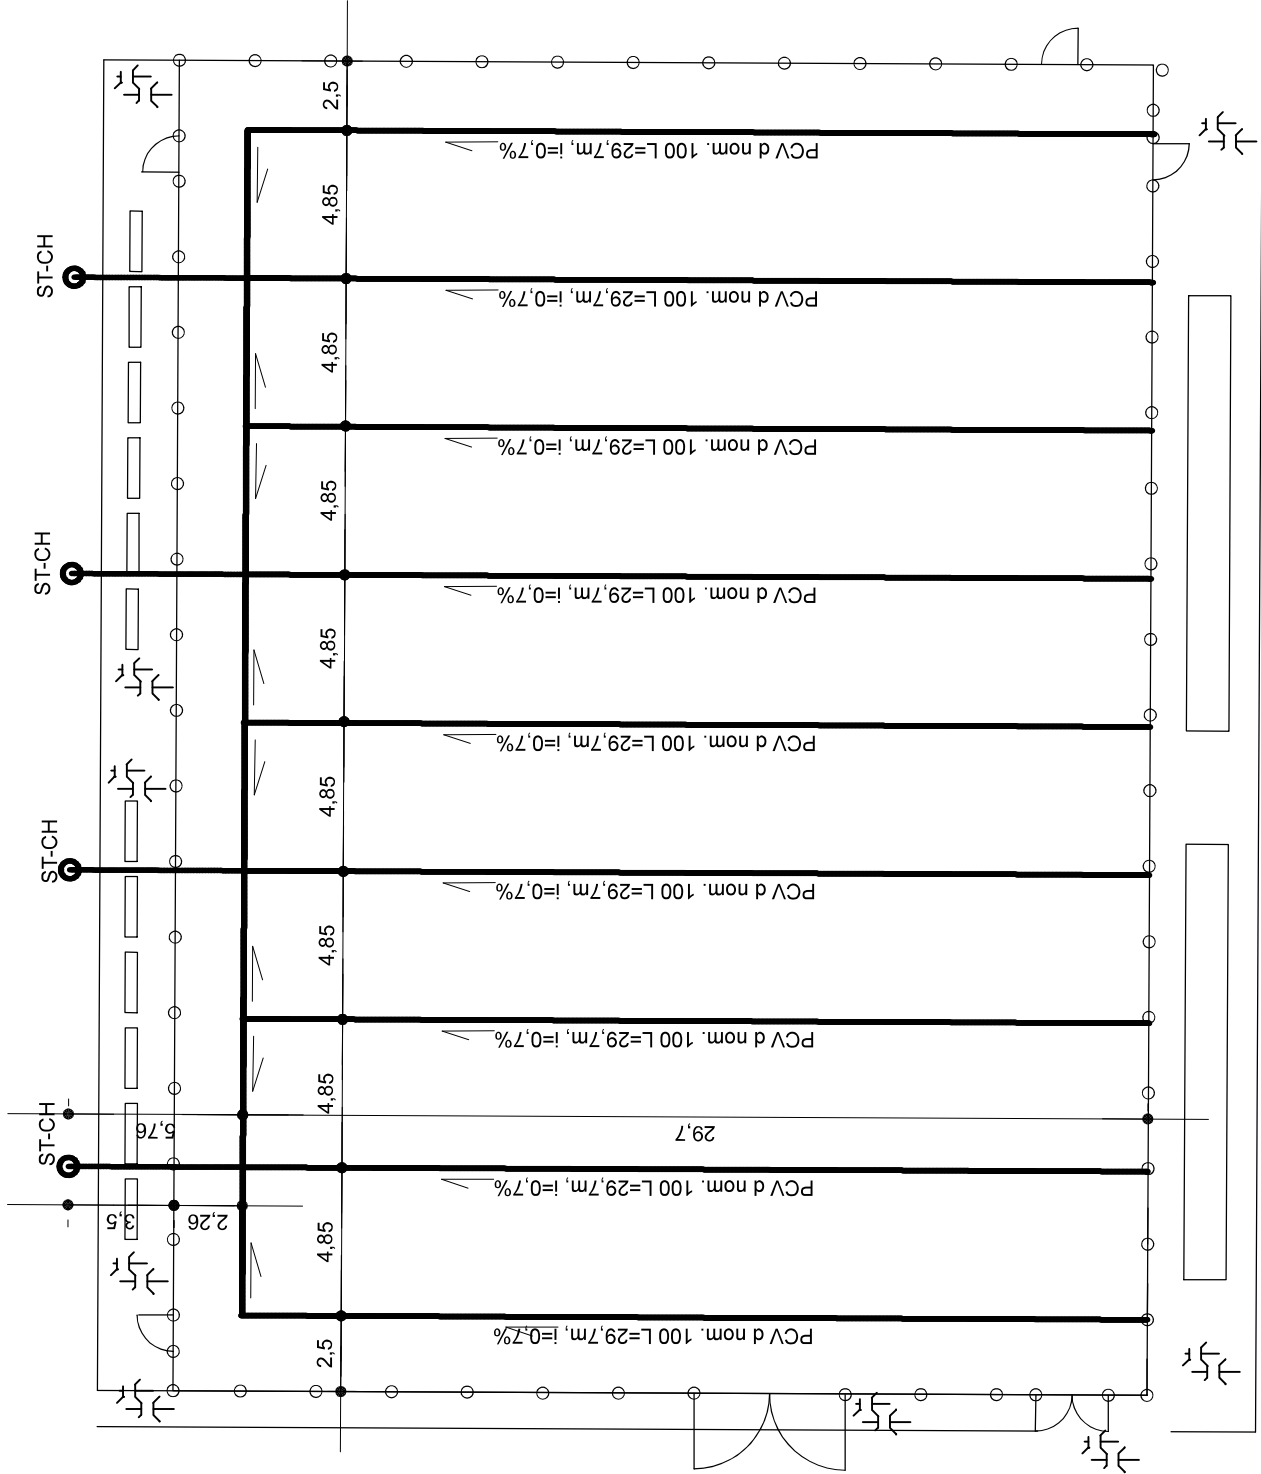 2,5
PCV d nom. 100 L=29,7m, i=0,7%
4,85
ST-CH
PCV d nom. 100 L=29,7m, i=0,7%
4,85
PCV d nom. 100 L=29,7m, i=0,7%
4,85
ST-CH
PCV d nom. 100 L=29,7m, i=0,7%
4,85
PCV d nom. 100 L=29,7m, i=0,7%
4,85
ST-CH
PCV d nom. 100 L=29,7m, i=0,7%
4,85
PCV d nom. 100 L=29,7m, i=0,7%
4,85
ST-CH
5,76
29,7
PCV d nom. 100 L=29,7m, i=0,7%
3,5
2,26
4,85
PCV d nom. 100 L=29,7m, i=0,7%
2,5